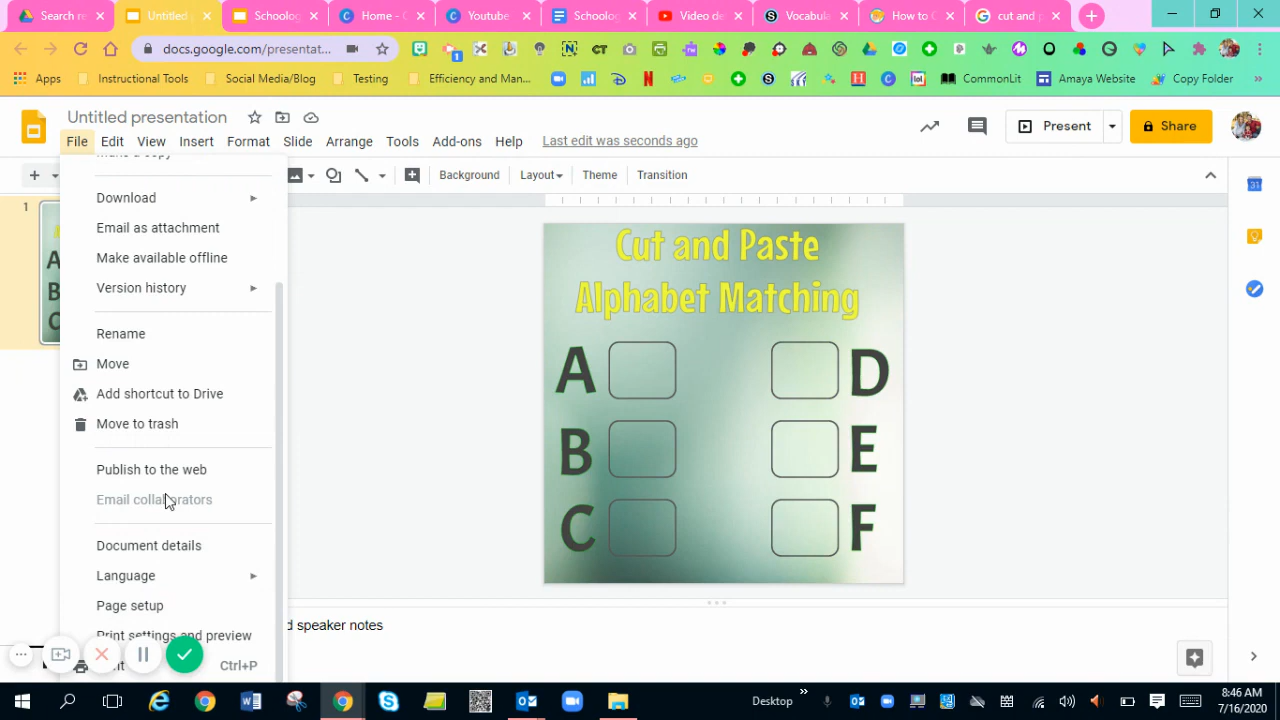 Search re
Untitled p
Schoolog
Home - C
Youtube
Schoolog
Video de
Vocabula
How to C
cut and p
docs.google.com/presentat...
Apps
Instructional Tools
Social Media/Blog
Testing
Efficiency and Man...
CommonLit
Amaya Website
Copy Folder
»
Untitled presentation
File Edit View Insert Format Slide Arrange Tools Add-ons Help Last edit was seconds ago
Present
Share
Background Layout Theme Transition
Make a copy
Download
Email as attachment
Make available offline
Version history
Rename
Move
Add shortcut to Drive
Move to trash
Publish to the web
Email collaborators
Document details
Language
Page setup
Print settings and preview
Ctrl+P
1
Cut and Paste
Alphabet Matching
A D
B E
C F
d speaker notes
Desktop »
8:46 AM
7/16/2020